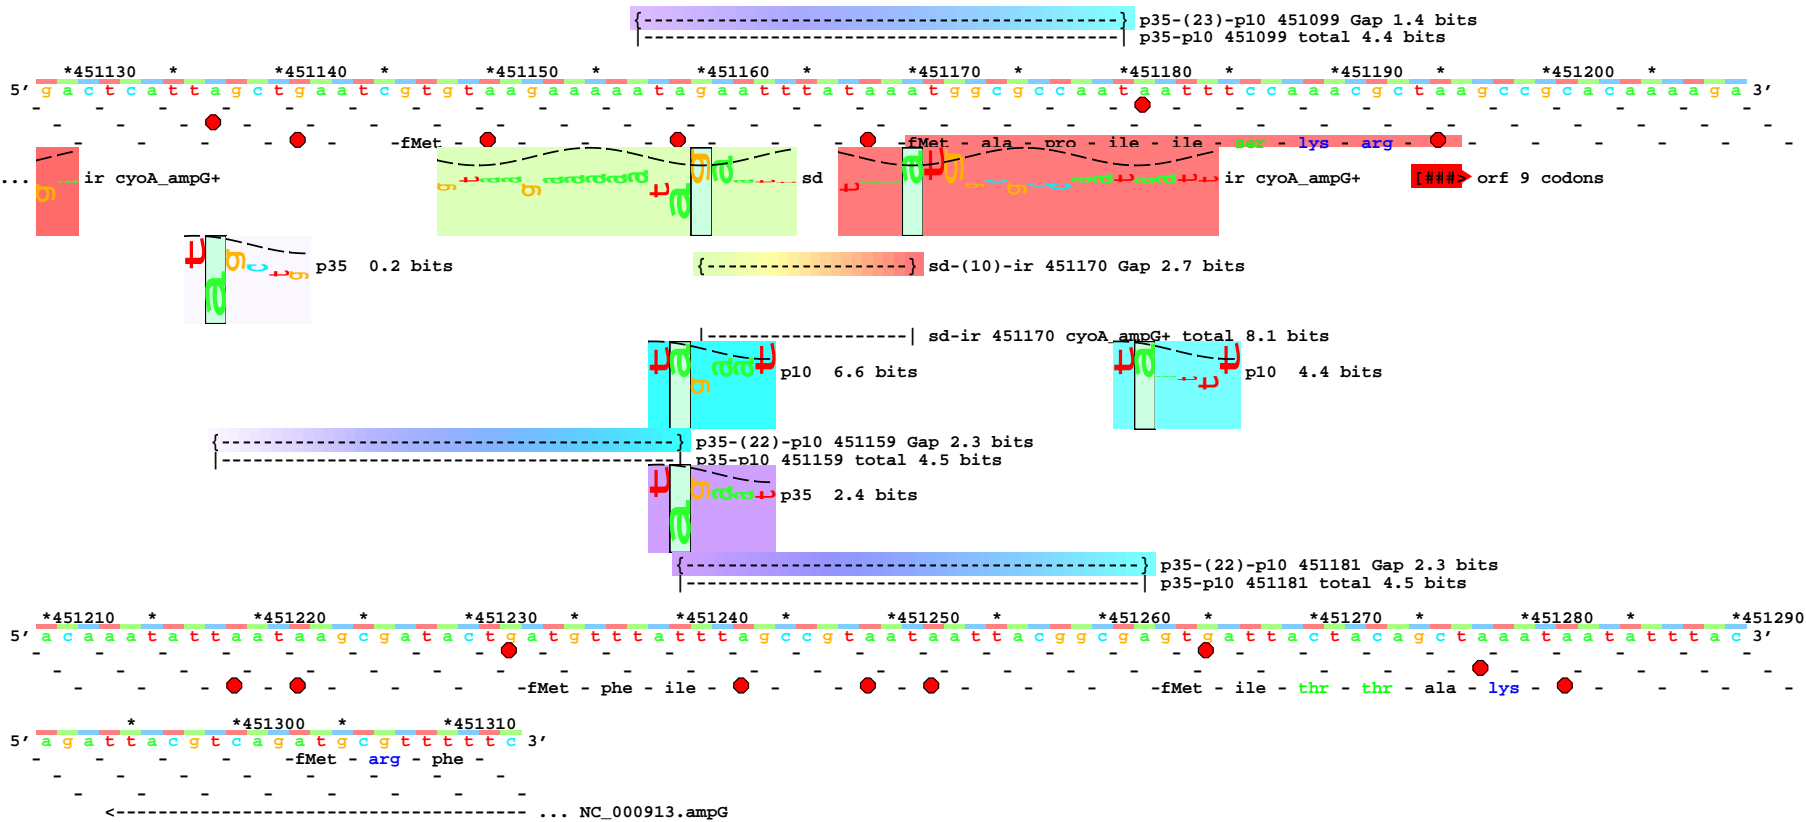 {-----------------------} p35-(23)-p10 451099 Gap 1.4 bits
|-----------------------| p35-p10 451099 total 4.4 bits
*451130 * *451140 * *451150 * *451160 * *451170 * *451180 * *451190 * *451200 *
5' g a c t c a t t a g c t g a a t c g t g t a a g a a a a a t a g a a t t t a t a a a t g g c g c c a a t a a t t t c c a a a c g c t a a g c c g c a c a a a a g a 3'
-fMet - -fMet - ala - pro - ile - ile - ser - lys - arg -
... ir cyoA_ampG+ sd ir cyoA_ampG+ [###> orf 9 codons
p35 0.2 bits {----------} sd-(10)-ir 451170 Gap 2.7 bits
|----------| sd-ir 451170 cyoA_ampG+ total 8.1 bits
p10 6.6 bits p10 4.4 bits
{----------------------} p35-(22)-p10 451159 Gap 2.3 bits
|----------------------| p35-p10 451159 total 4.5 bits
p35 2.4 bits
{----------------------} p35-(22)-p10 451181 Gap 2.3 bits
|----------------------| p35-p10 451181 total 4.5 bits
*451210 * *451220 * *451230 * *451240 * *451250 * *451260 * *451270 * *451280 * *451290
5' a c a a a t a t t a a t a a g c g a t a c t g a t g t t t a t t t a g c c g t a a t a a t t a c g g c g a g t g a t t a c t a c a g c t a a a t a a t a t t t a c 3'
-fMet - phe - ile - -fMet - ile - thr - thr - ala - lys -
* *451300 * *451310
5' a g a t t a c g t c a g a t g c g t t t t t c 3'
-fMet - arg - phe -
<-------------------- ... NC_000913.ampG